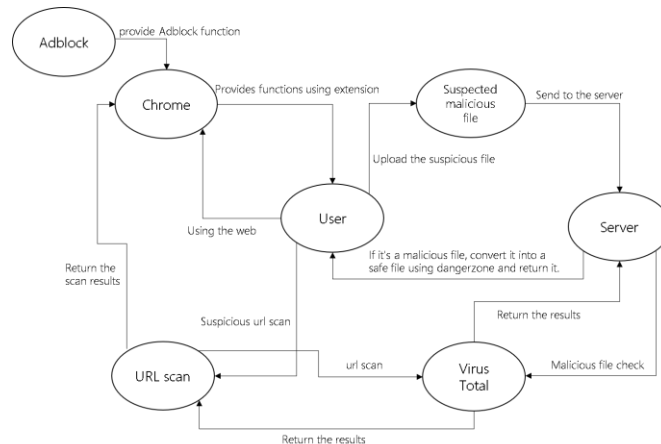 provide Adblock function
Adblock
Chrome
Provides functions using extension
Suspected
malicious
file
Send to the server
Upload the suspicious file
User
Server
Using the web
If it's a malicious file, convert it into a
safe file using dangerzone and return it.
Return the
scan results
Suspicious url scan
Return the results
URL scan
url scan
Virus
Total
Malicious file check
Return the results